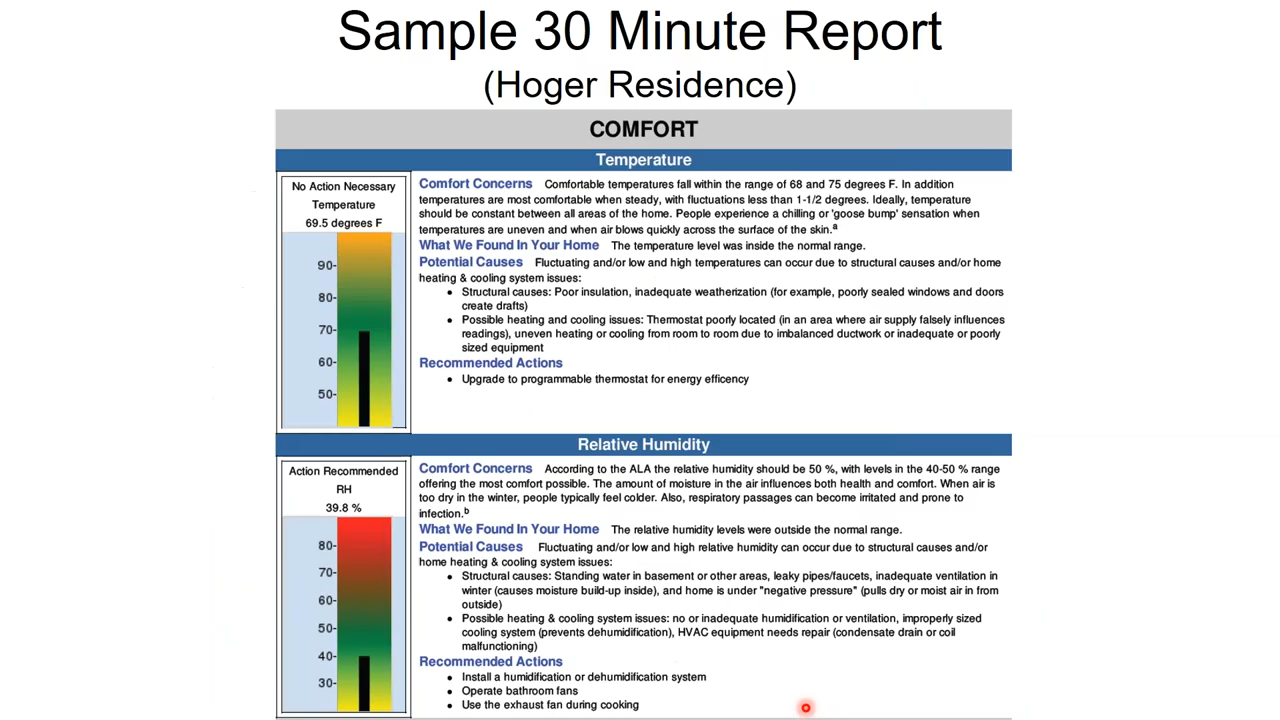 Sample 30 Minute Report
(Hoger Residence)
COMFORT
Temperature
No Action Necessary
Temperature
69.5 degrees F
90-
80-
70-
60-
50-
Comfort Concerns Comfortable temperatures fall within the range of 68 and 75 degrees F. In addition
temperatures are most comfortable when steady, with fluctuations less than 1-1/2 degrees. Ideally, temperature
should be constant between all areas of the home. People experience a chilling or 'goose bump' sensation when
temperatures are uneven and when air blows quickly across the surface of the skin.a
What We Found In Your Home The temperature level was inside the normal range.
Potential Causes Fluctuating and/or low and high temperatures can occur due to structural causes and/or home
heating & cooling system issues:
• Structural causes: Poor insulation, inadequate weatherization (for example, poorly sealed windows and doors
create drafts)
• Possible heating and cooling issues: Thermostat poorly located (in an area where air supply falsely influences
readings), uneven heating or cooling from room to room due to imbalanced ductwork or inadequate or poorly
sized equipment
Recommended Actions
• Upgrade to programmable thermostat for energy efficency
Relative Humidity
Action Recommended
RH
39.8 %
80-
70-
60-
50-
40-
30-
Comfort Concerns According to the ALA the relative humidity should be 50 %, with levels in the 40-50 % range
offering the most comfort possible. The amount of moisture in the air influences both health and comfort. When air is
too dry in the winter, people typically feel colder. Also, respiratory passages can become irritated and prone to
infection.b
What We Found In Your Home The relative humidity levels were outside the normal range.
Potential Causes Fluctuating and/or low and high relative humidity can occur due to structural causes and/or
home heating & cooling system issues:
• Structural causes: Standing water in basement or other areas, leaky pipes/faucets, inadequate ventilation in
winter (causes moisture build-up inside), and home is under "negative pressure" (pulls dry or moist air in from
outside)
• Possible heating & cooling system issues: no or inadequate humidification or ventilation, improperly sized
cooling system (prevents dehumidification), HVAC equipment needs repair (condensate drain or coil
malfunctioning)
Recommended Actions
• Install a humidification or dehumidification system
• Operate bathroom fans
• Use the exhaust fan during cooking